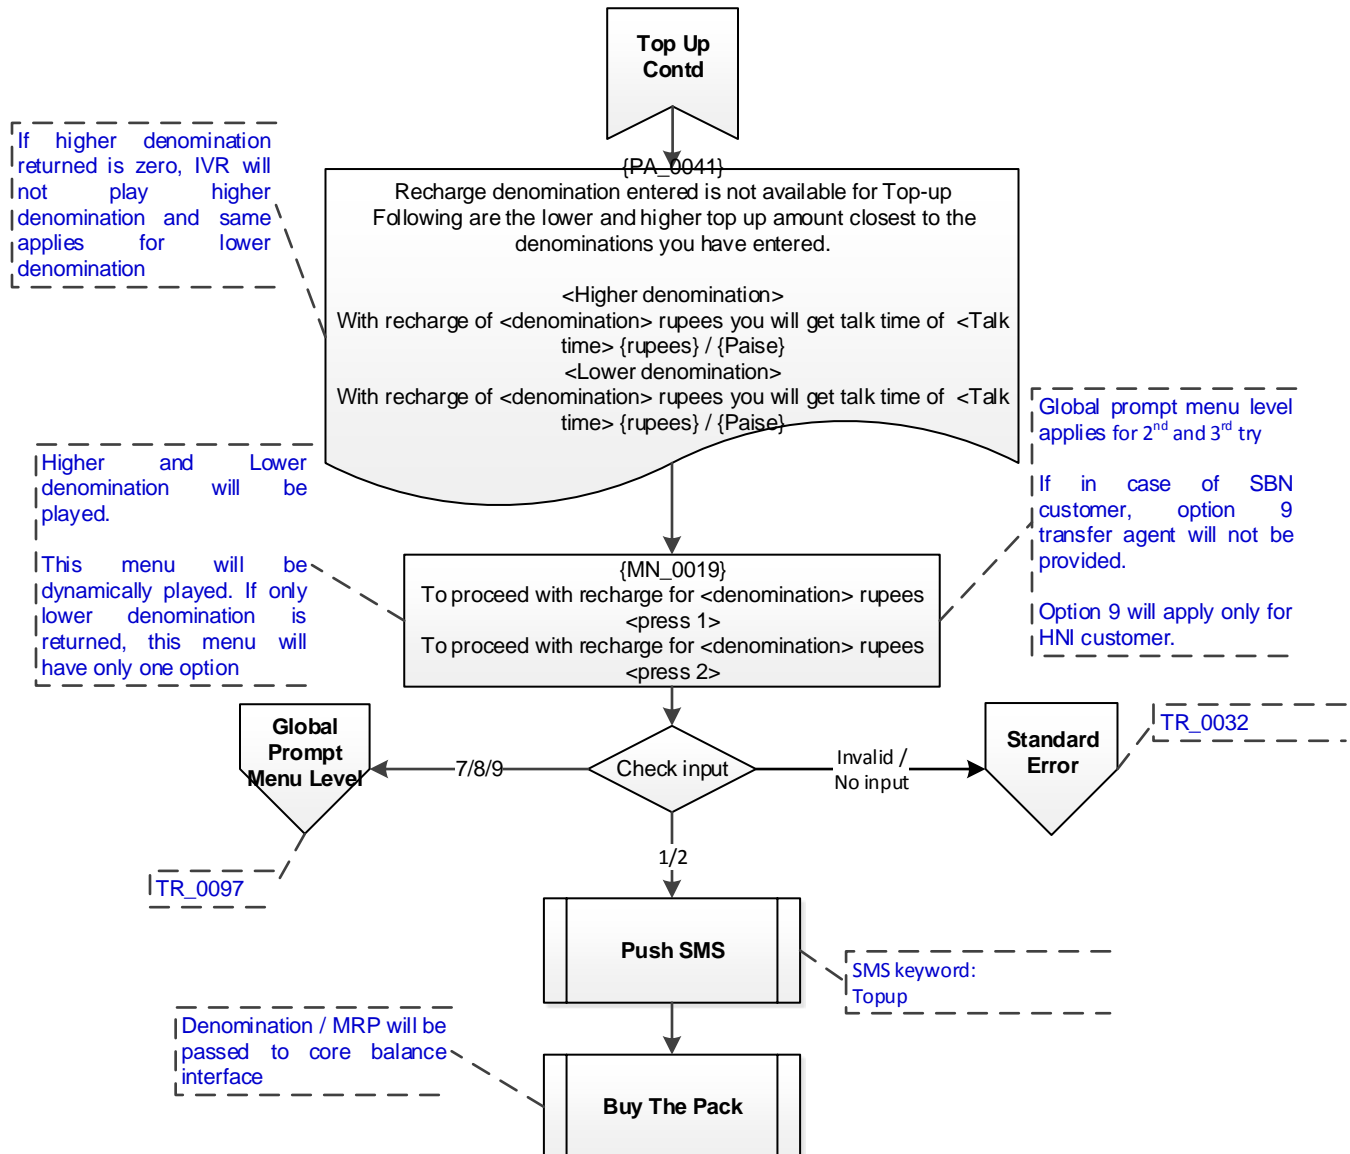 Top Up
Contd
If higher denomination
returned is zero, IVR will
not play higher
denomination and same
applies for lower
denomination
{PA_0041}
Recharge denomination entered is not available for Top-up
Following are the lower and higher top up amount closest to the
denominations you have entered.
<Higher denomination>
With recharge of <denomination> rupees you will get talk time of <Talk
time> {rupees} / {Paise}
<Lower denomination>
With recharge of <denomination> rupees you will get talk time of <Talk
time> {rupees} / {Paise}
Global prompt menu level
applies for 2nd and 3rd try
If in case of SBN
customer, option 9
transfer agent will not be
provided.
Option 9 will apply only for
HNI customer.
Higher and Lower
denomination will be
played.
This menu will be
dynamically played. If only
lower denomination is
returned, this menu will
have only one option
{MN_0019}
To proceed with recharge for <denomination> rupees
<press 1>
To proceed with recharge for <denomination> rupees
<press 2>
Global
Prompt
Menu Level
7/8/9
Check input
Invalid /
No input
Standard
Error
TR_0032
TR_0097
1/2
Push SMS
SMS keyword:
Topup
Denomination / MRP will be
passed to core balance
interface
Buy The Pack